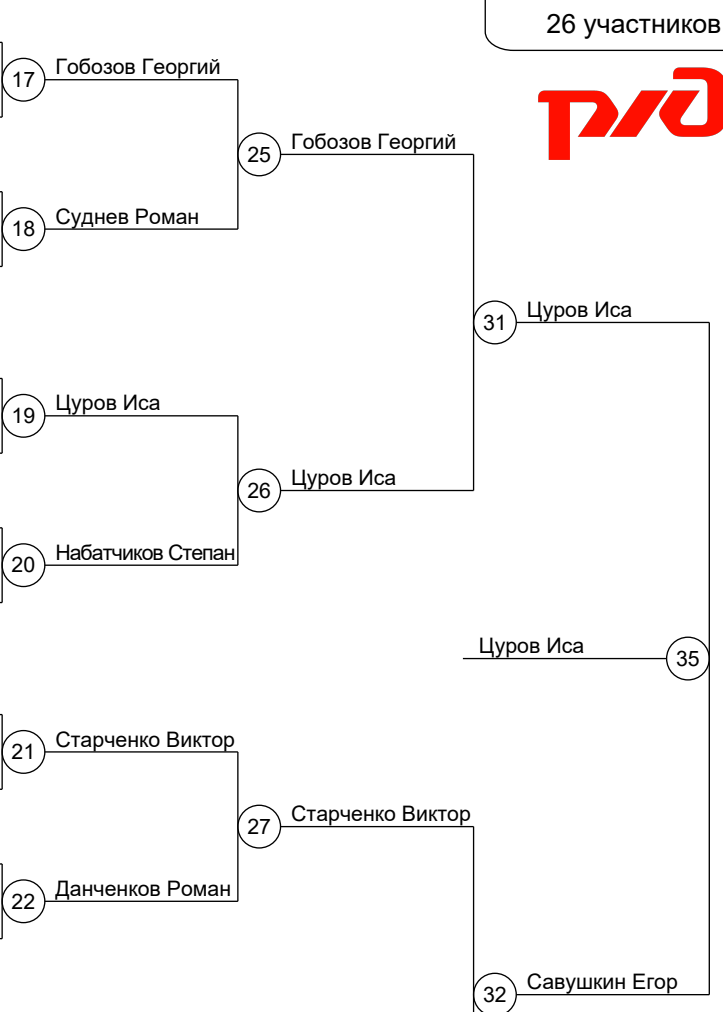 26 участников
17 Гобозов Георгий
25 Гобозов Георгий
18 Суднев Роман
31 Цуров Иса
19 Цуров Иса
26 Цуров Иса
20 Набатчиков Степан
Цуров Иса 35
21 Старченко Виктор
27 Старченко Виктор
22 Данченков Роман
32 Савушкин Егор